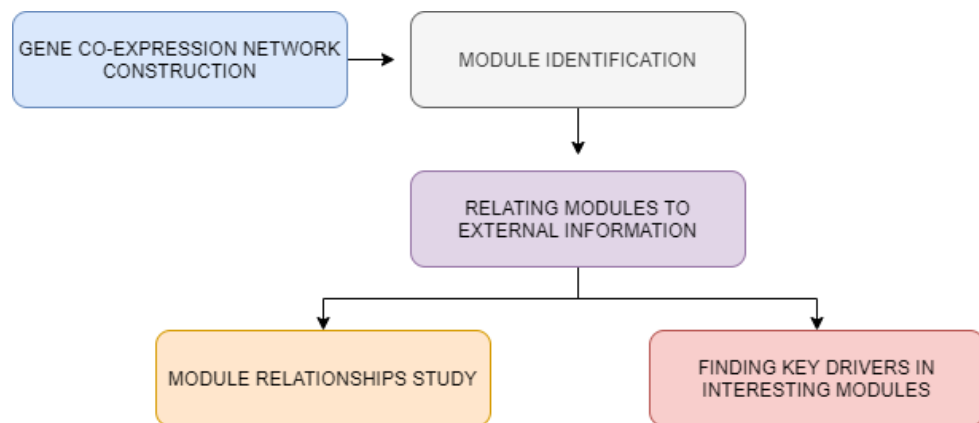 GENE CO-EXPRESSION NETWORK
CONSTRUCTION
MODULE IDENTIFICATION
RELATING MODULES TO
EXTERNAL INFORMATION
MODULE RELATIONSHIPS STUDY
FINDING KEY DRIVERS IN
INTERESTING MODULES